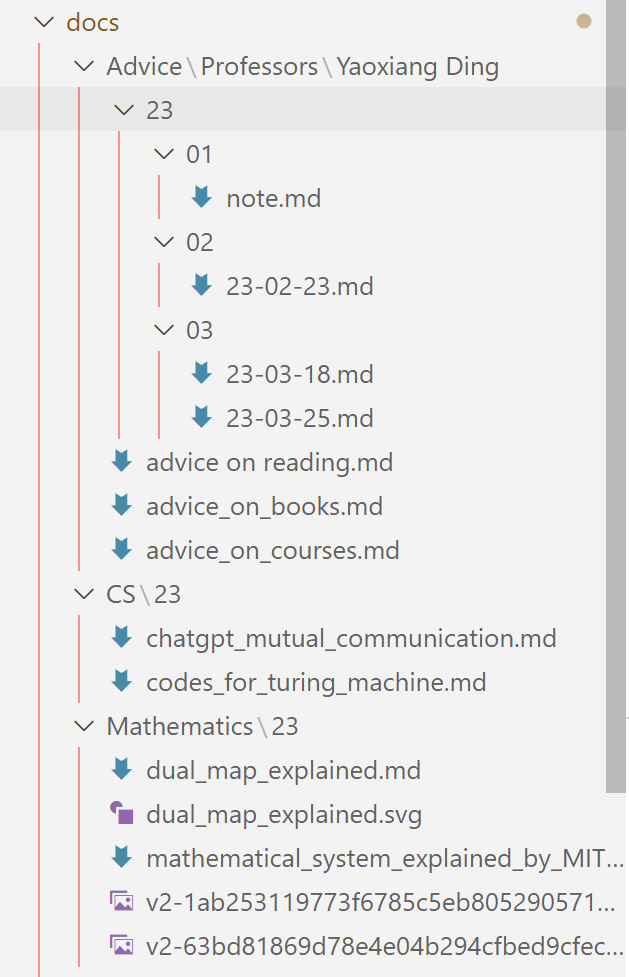 docs
Advice\Professors\Yaoxiang Ding
23
01
note.md
02
23-02-23.md
03
23-03-18.md
23-03-25.md
advice on reading.md
advice_on_books.md
advice_on_courses.md
CS\23
chatgpt_mutual_communication.md
codes_for_turing_machine.md
Mathematics\23
dual_map_explained.md
dual_map_explained.svg
mathematical_system_explained_by_MIT...
v2-1ab253119773f6785c5eb805290571...
v2-63bd81869d78e4e04b294cfbed9cfec...